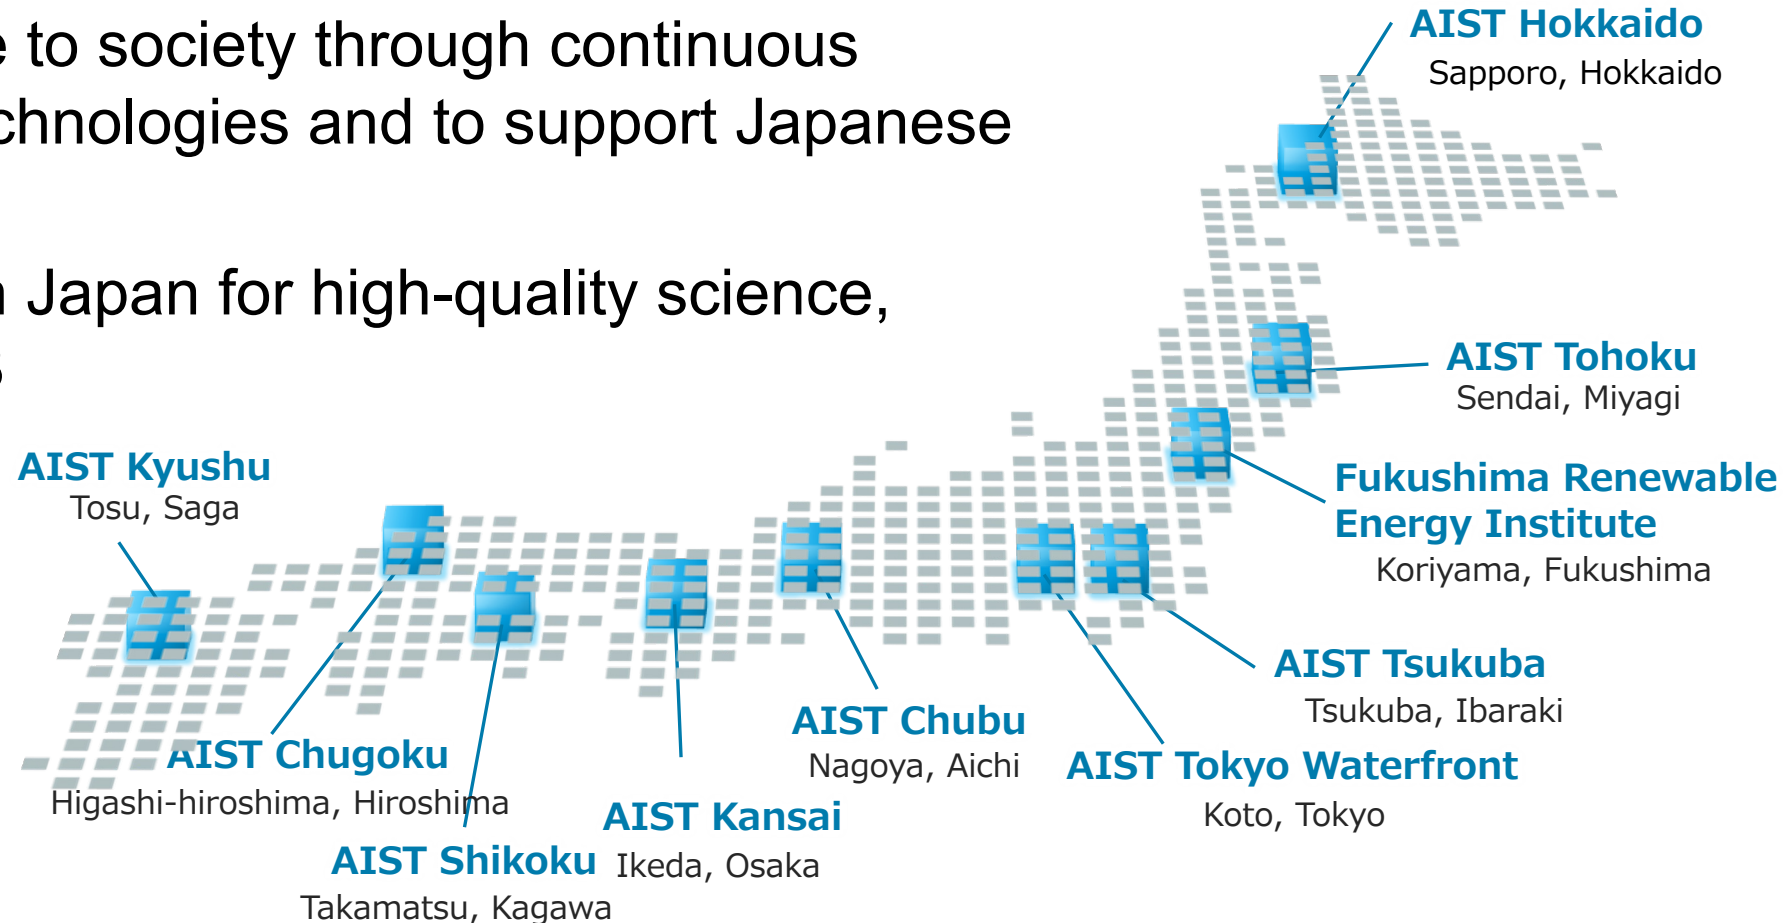 e to society through continuous
chnologies and to support Japanese
Japan for high-quality science,
AIST Hokkaido
Sapporo, Hokkaido
AIST Tohoku
Sendai, Miyagi
Fukushima Renewable
Energy Institute
Koriyama, Fukushima
AIST Tsukuba
Tsukuba, Ibaraki
AIST Tokyo Waterfront
Koto, Tokyo
AIST Chubu
Nagoya, Aichi
AIST Kansai
Ikeda, Osaka
AIST Shikoku
Takamatsu, Kagawa
AIST Chugoku
Higashi-hiroshima, Hiroshima
AIST Kyushu
Tosu, Saga